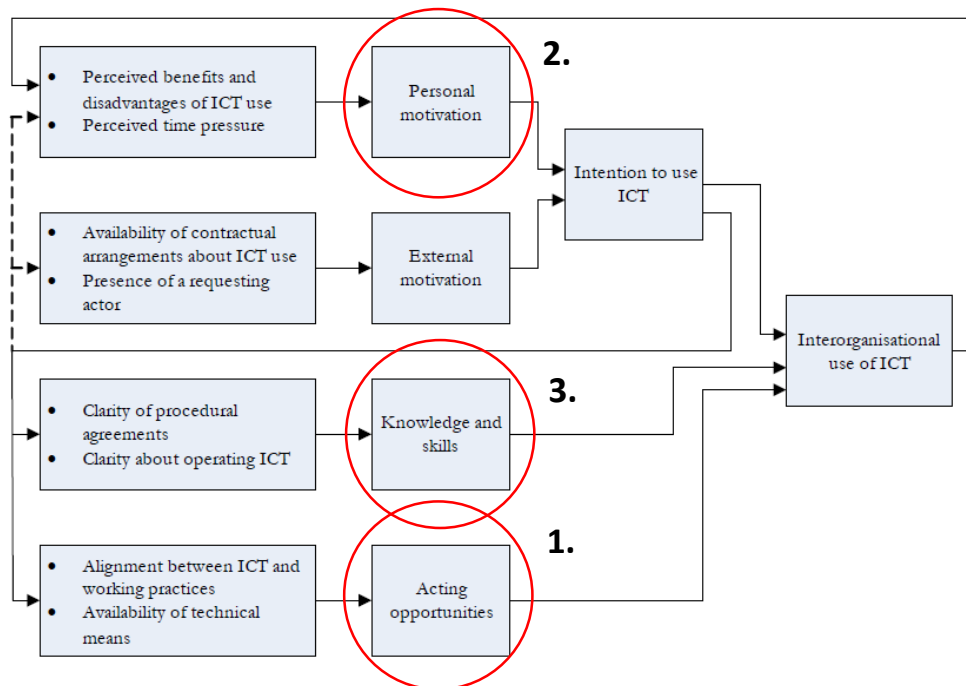 2.
• Perceived benefits and
disadvantages of ICT use
• Perceived time pressure
Personal
motivation
Intention to use
ICT
• Availability of contractual
arrangements about ICT use
• Presence of a requesting
actor
External
motivation
Interorganisational
use of ICT
3.
• Clarity of procedural
agreements
• Clarity about operating ICT
Knowledge and
skills
1.
• Alignment between ICT and
working practices
• Availability of technical
means
Acting
opportunities